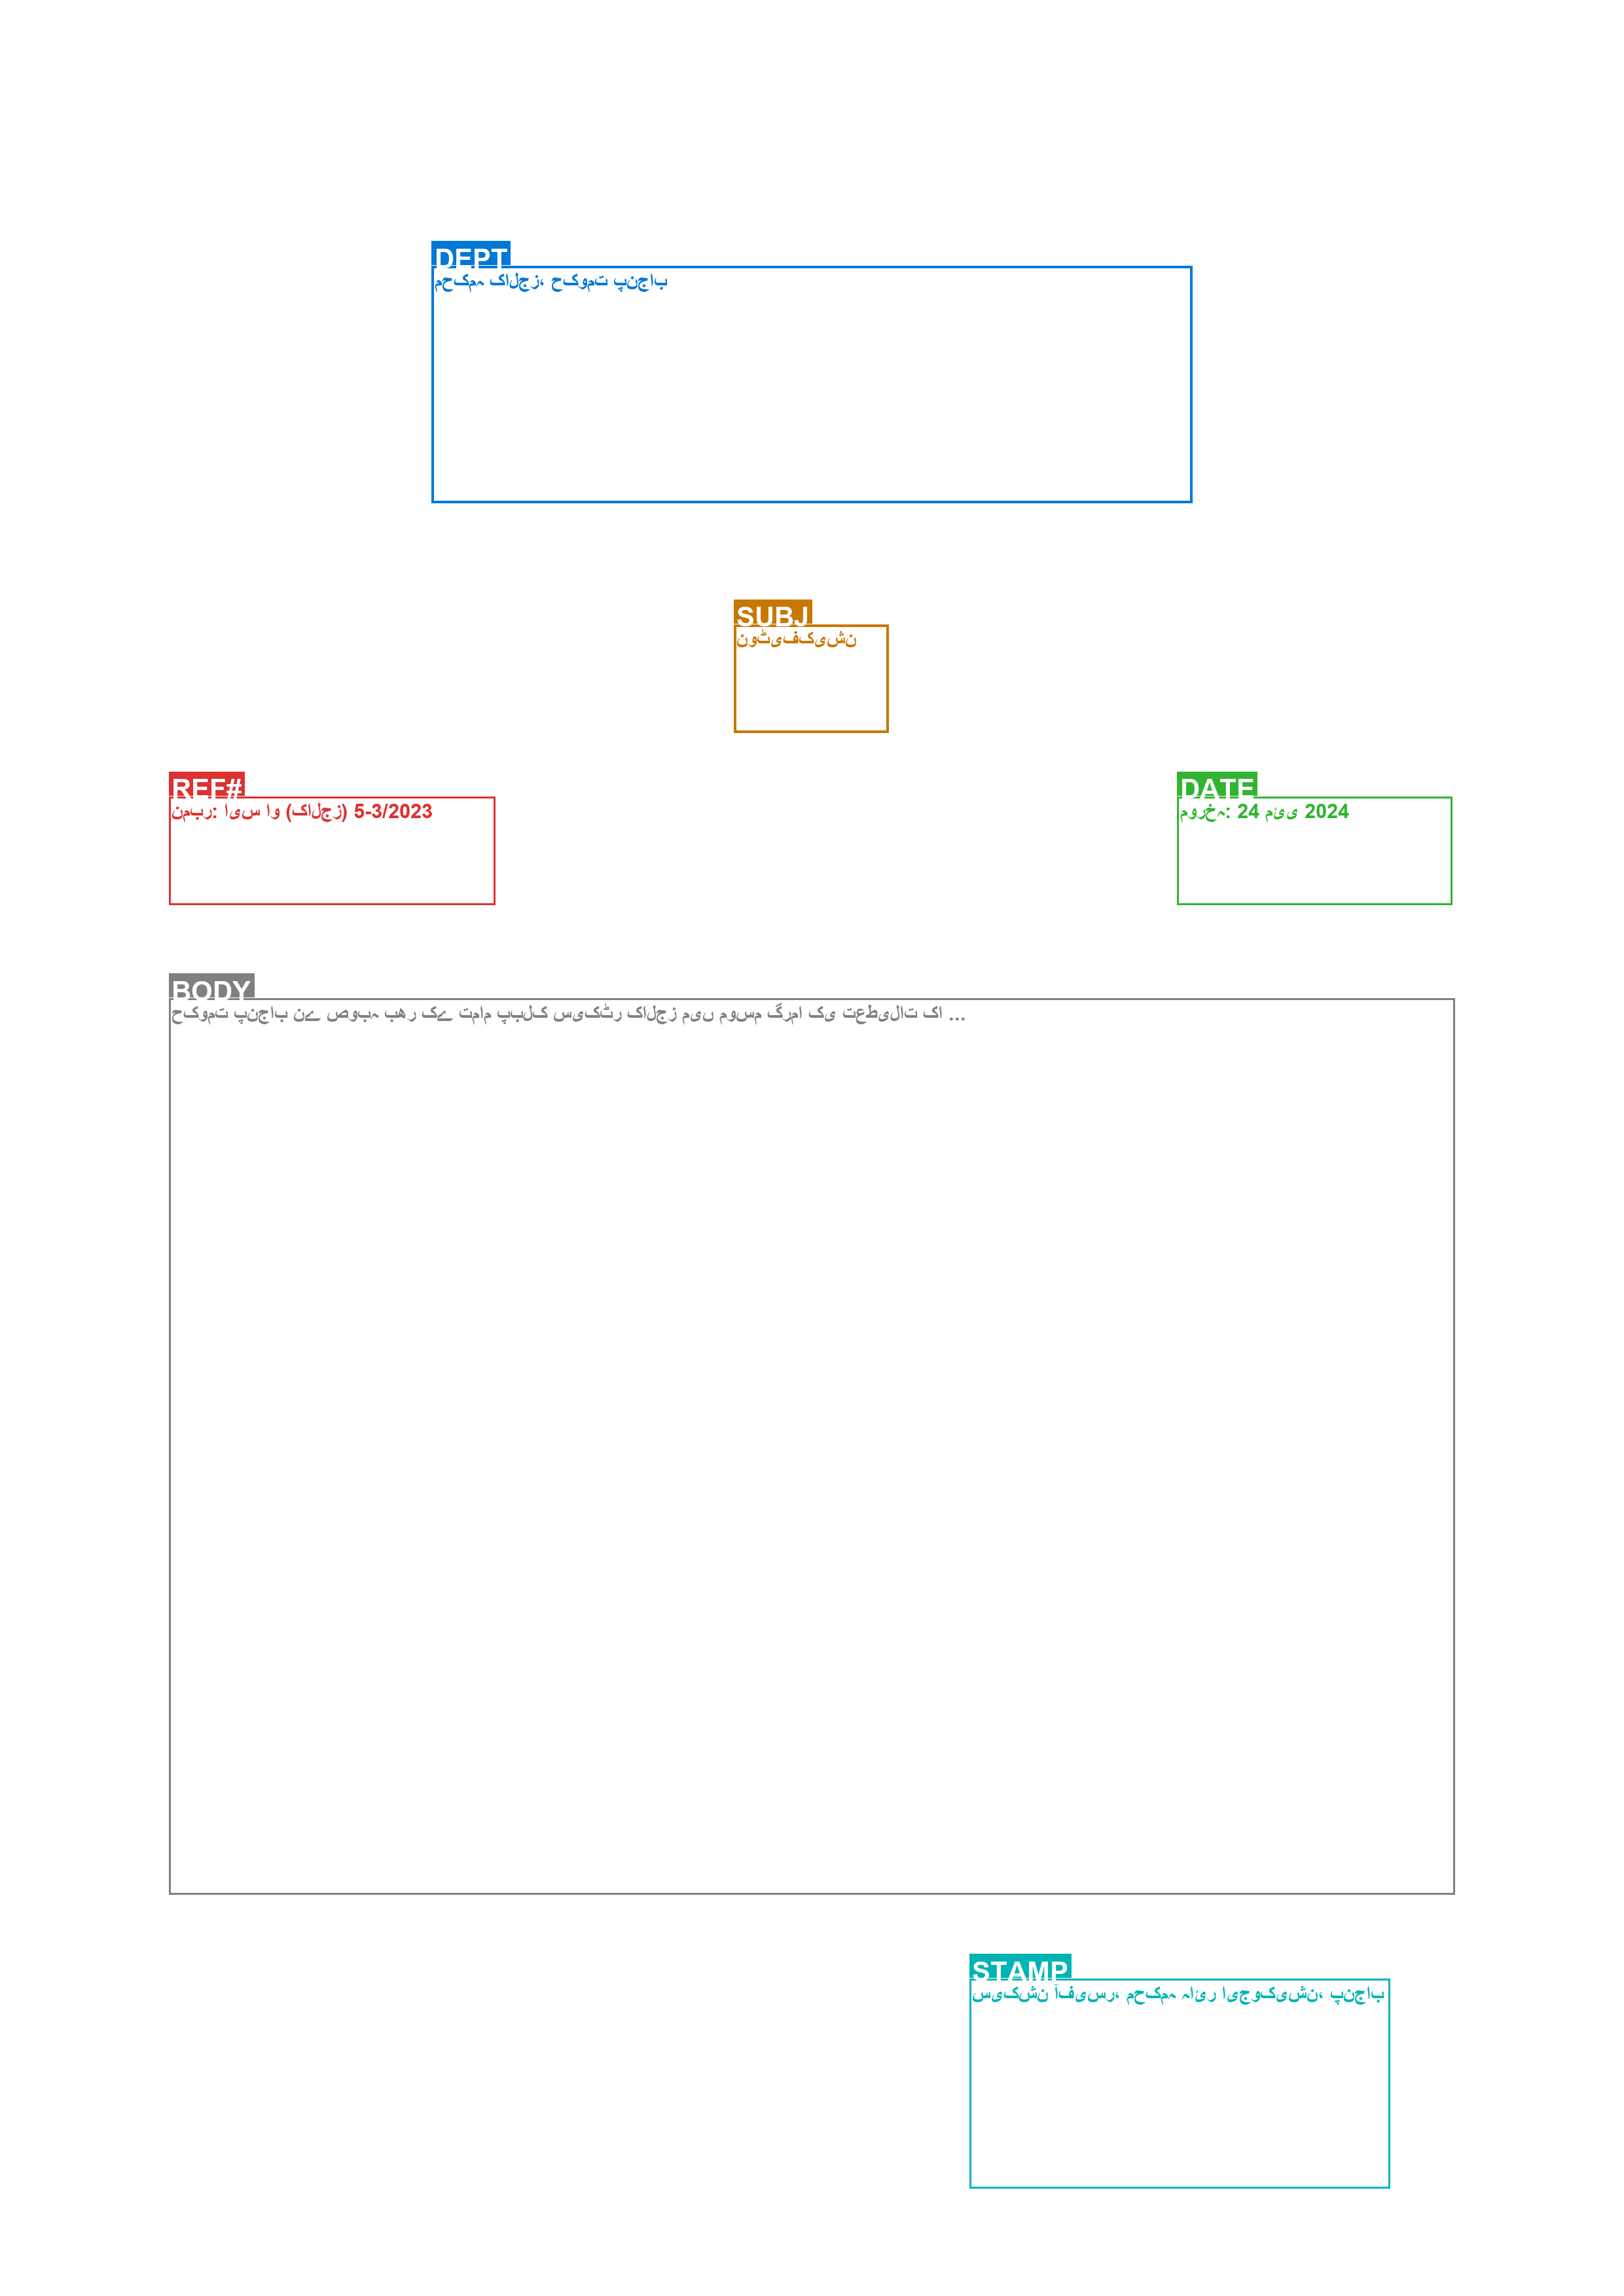 DEPT
محکمہ کالجز، حکومت پنجاب
SUBJ
نوٹیفکیشن
REF#
نمبر: ایس او (کالجز) 5-3/2023
DATE
مورخہ: 24 مئی 2024
BODY
حکومت پنجاب نے صوبہ بھر کے تمام پبلک سیکٹر کالجز میں موسم گرما کی تعطیلات کا ...
STAMP
سیکشن آفیسر، محکمہ ہائر ایجوکیشن، پنجاب